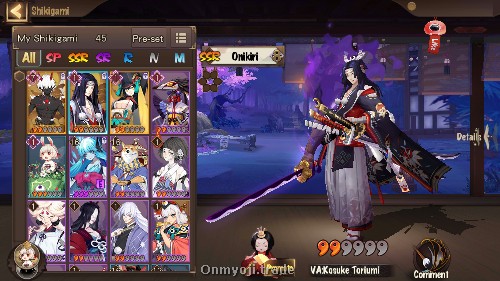 Shikigami
My Shikigami 45 Pre-set
All SP SSR SR R N M
SSR Onikiri
Life
Details
999999
VA:Kosuke Toriumi
Comment
Onmyoji.trade